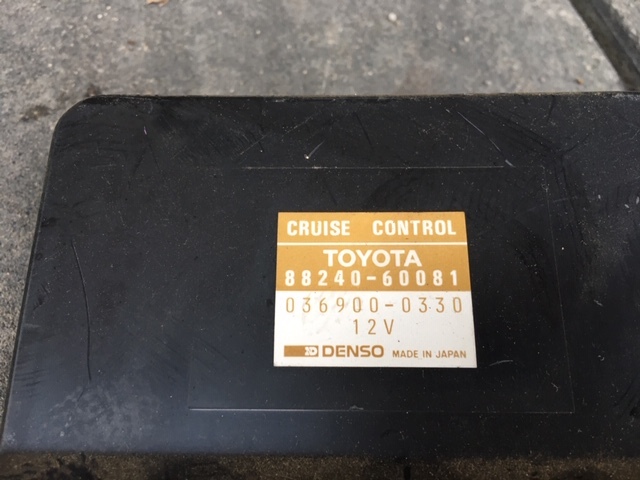 CRUISE CONTROL
TOYOTA
88240-60081
036900-0330
12V
DENSO MADE IN JAPAN